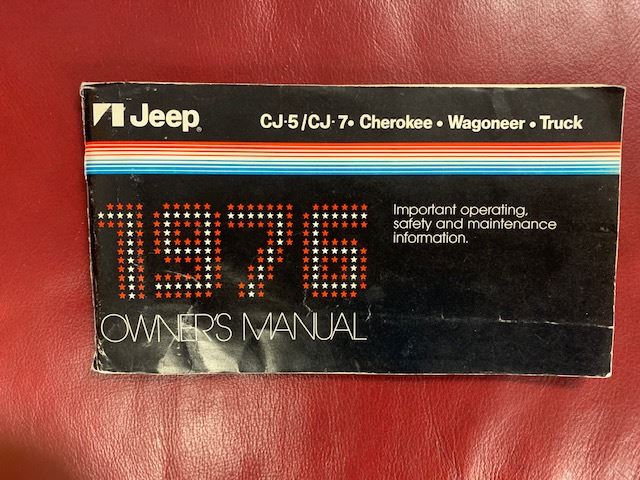 Jeep®
CJ-5/CJ-7• Cherokee • Wagoneer • Truck
1976
OWNER'S MANUAL
Important operating,
safety and maintenance
information.